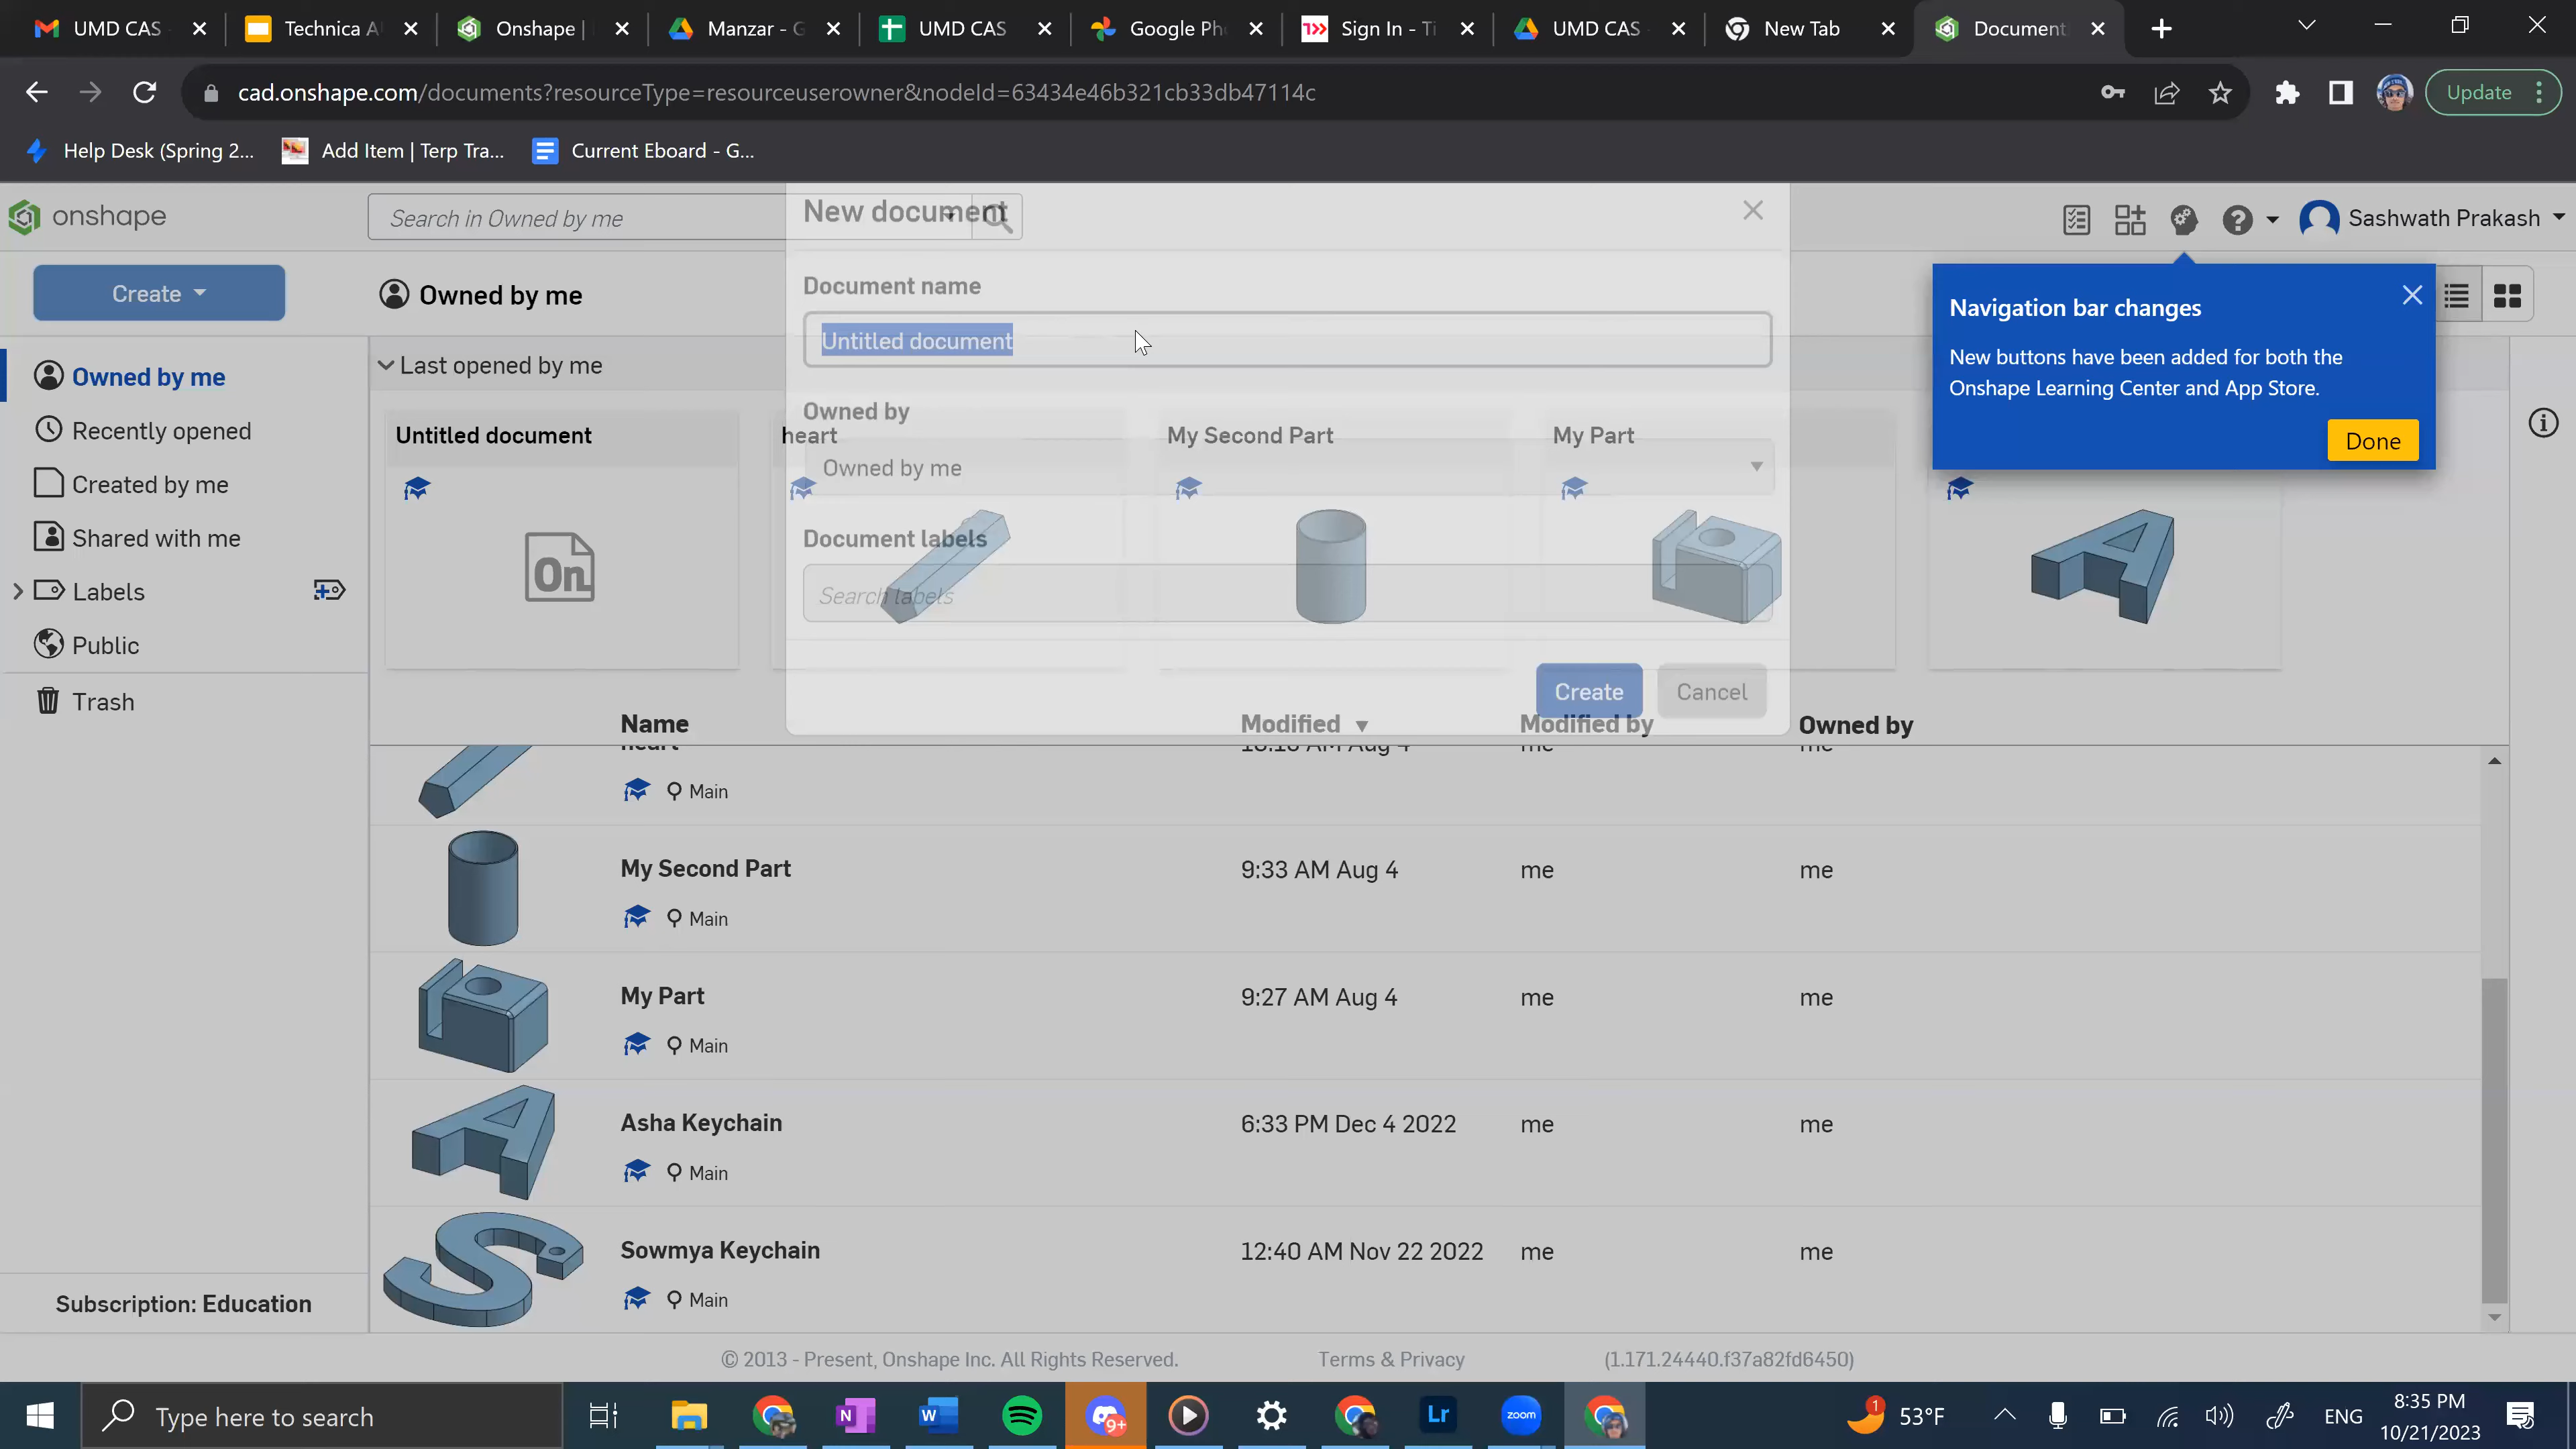 UMD CAS -
Technica A
Onshape |
Manzar - G
UMD CAS
Google Ph
Sign In - Ti
UMD CAS -
New Tab
Document
cad.onshape.com/documents?resourceType=resourceuserowner&nodeId=63434e46b321cb33db47114c
Update
Help Desk (Spring 2...
Add Item | Terp Tra...
Current Eboard - G...
onshape
Search in Owned by me
New document
Sashwath Prakash
Create
Owned by me
Document name
Untitled document
Navigation bar changes
New buttons have been added for both the
Onshape Learning Center and App Store.
Done
Owned by me
Recently opened
Created by me
Shared with me
Labels
Public
Trash
Last opened by me
Owned by
Untitled document
heart
My Second Part
My Part
Owned by me
On
Document labels
Search labels
Create
Cancel
Name
Modified
Modified by
Owned by
heart
me
me
Main
My Second Part
9:33 AM Aug 4
me
me
Main
My Part
9:27 AM Aug 4
me
me
Main
Asha Keychain
6:33 PM Dec 4 2022
me
me
Main
Sowmya Keychain
12:40 AM Nov 22 2022
me
me
Main
Subscription: Education
© 2013 - Present, Onshape Inc. All Rights Reserved.
Terms & Privacy
(1.171.24440.f37a82fd6450)
Type here to search
N
W
9+
Lr
zoom
1
53°F
ENG
8:35 PM
10/21/2023